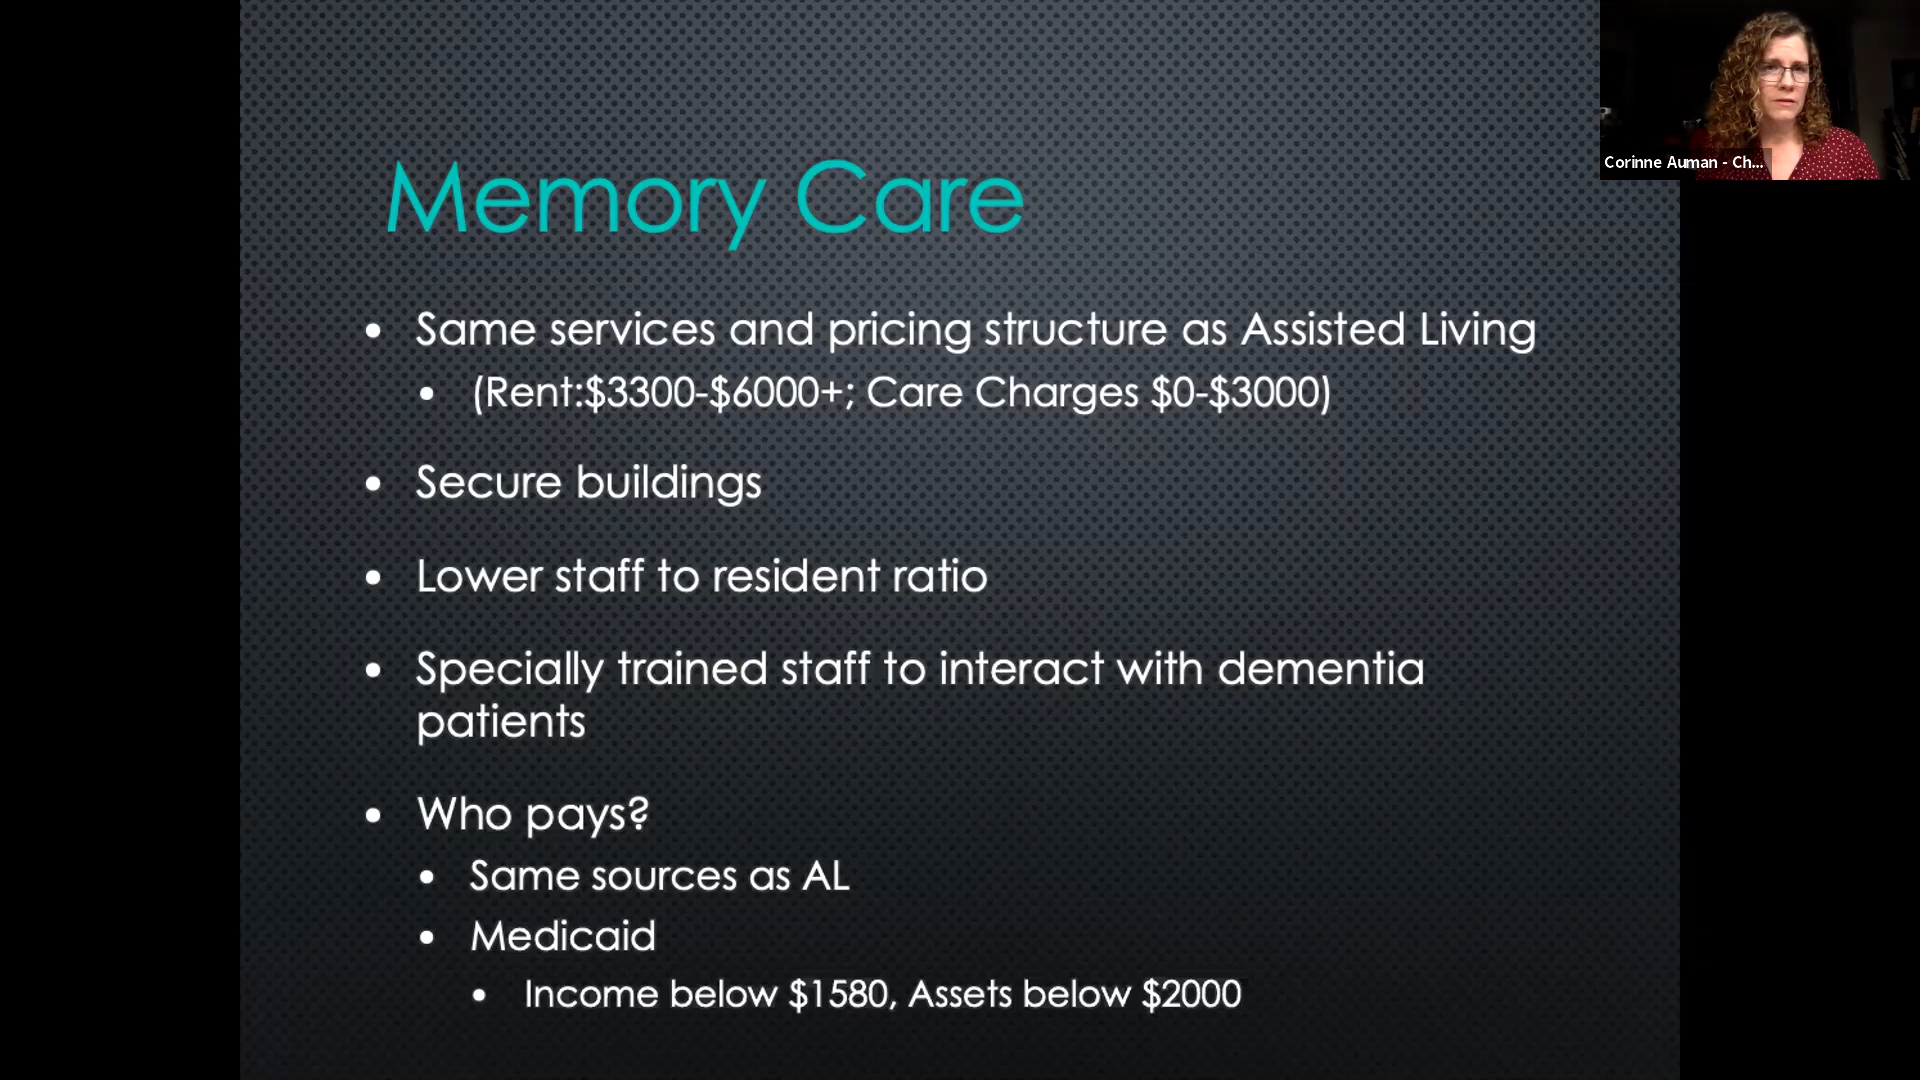 Memory Care
• Same services and pricing structure as Assisted Living
• (Rent:$3300-$6000+; Care Charges $0-$3000)
• Secure buildings
• Lower staff to resident ratio
• Specially trained staff to interact with dementia
patients
• Who pays?
• Same sources as AL
• Medicaid
• Income below $1580, Assets below $2000
Corinne Auman - Ch...